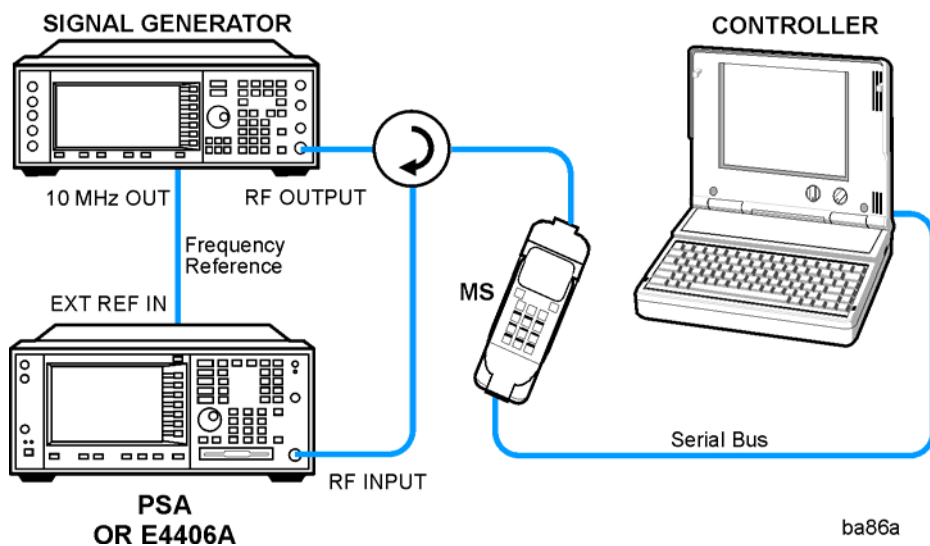 SIGNAL GENERATOR
CONTROLLER
10 MHz OUT
RF OUTPUT
Frequency
Reference
MS
EXT REF IN
Serial Bus
RF INPUT
PSA
OR E4406A
ba86a